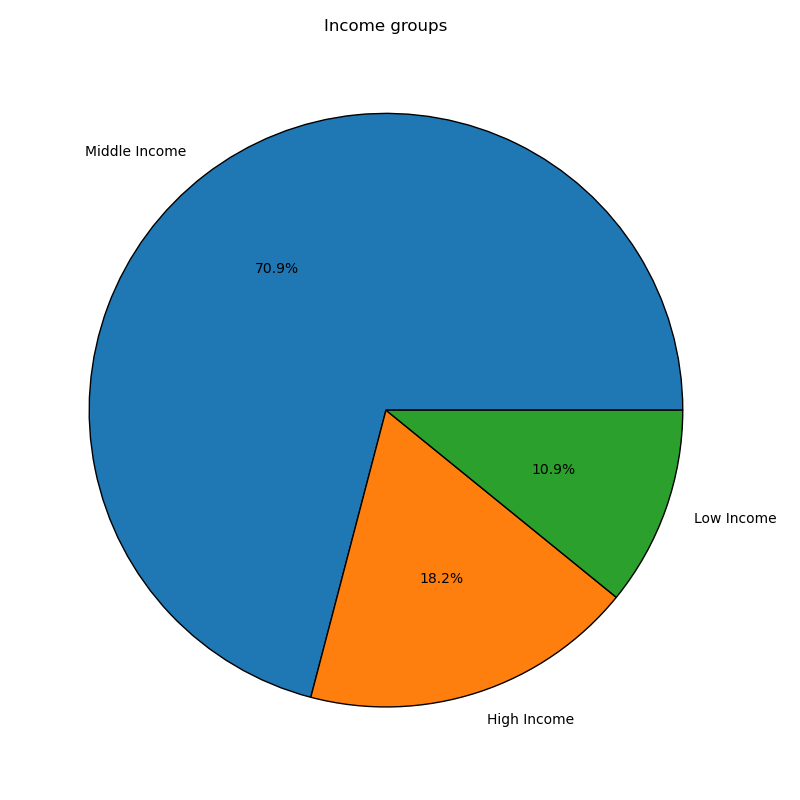 Income groups
Middle Income
70.9%
10.9%
Low Income
18.2%
High Income